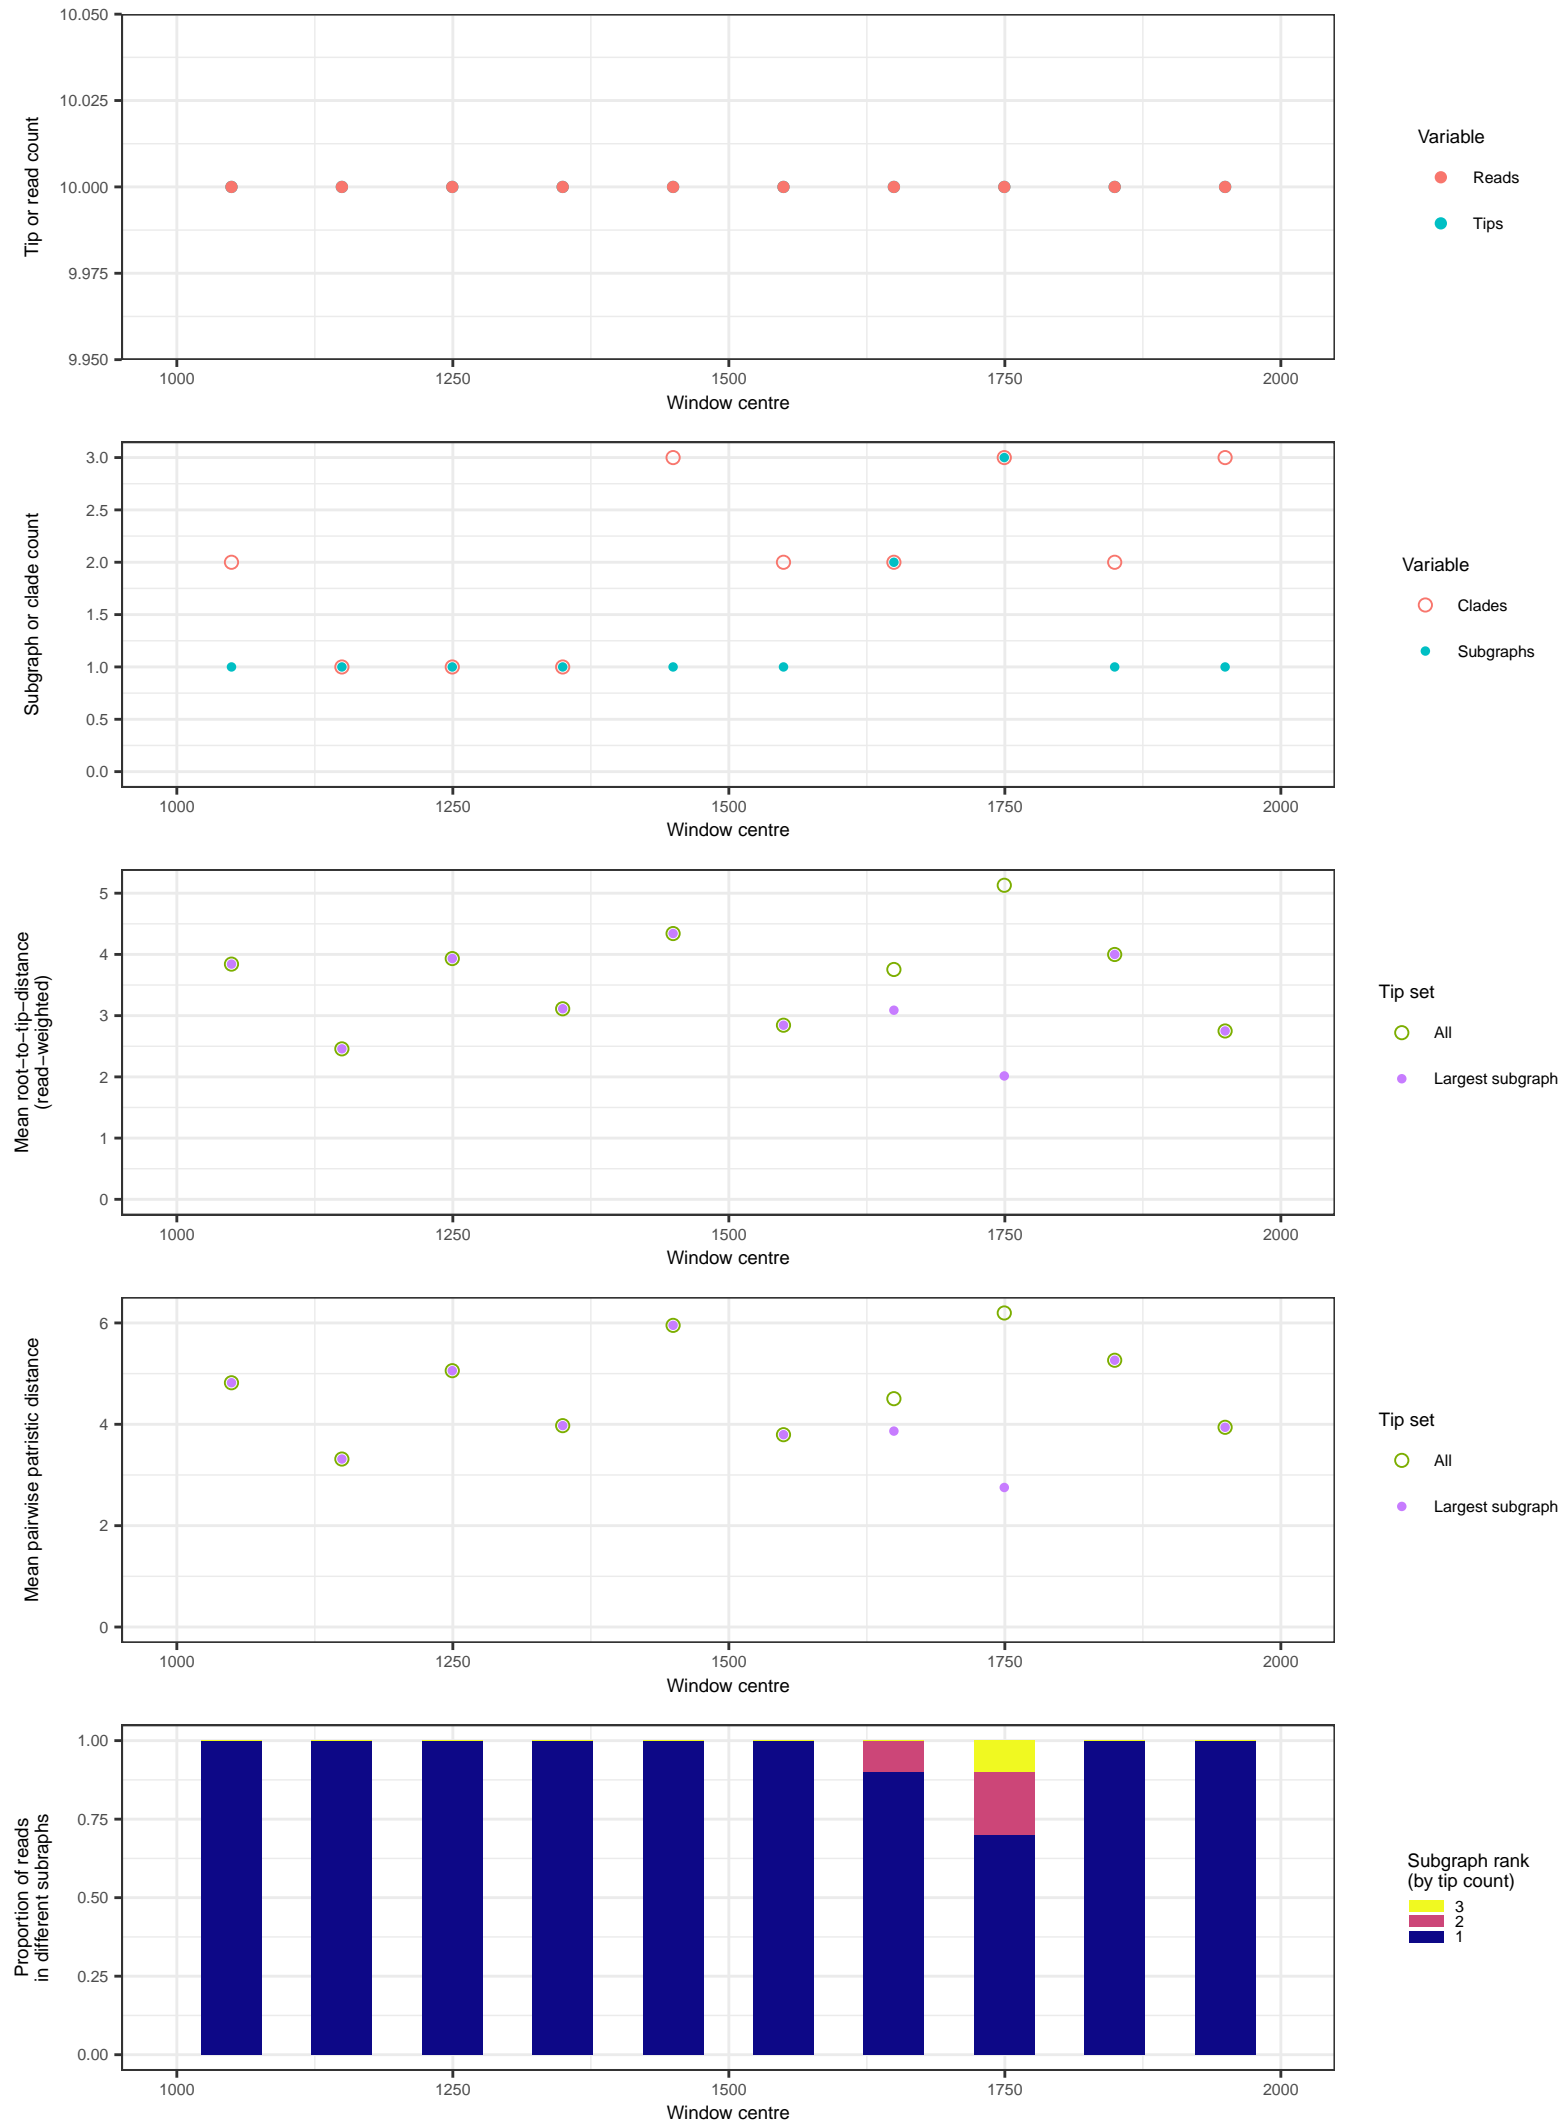 10.050
10.025
10.000
9.975
9.950
Tip or read count
1000 1250 1500 1750 2000
Window centre
Variable
Reads
Tips
3.0
2.5
2.0
1.5
1.0
0.5
0.0
Subgraph or clade count
1000 1250 1500 1750 2000
Window centre
Variable
Clades
Subgraphs
5
4
3
2
1
0
Mean root−to−tip−distance
(read−weighted)
1000 1250 1500 1750 2000
Window centre
Tip set
All
Largest subgraph
6
4
2
0
Mean pairwise patristic distance
1000 1250 1500 1750 2000
Window centre
Tip set
All
Largest subgraph
1.00
0.75
0.50
0.25
0.00
Proportion of reads
in different subraphs
1000 1250 1500 1750 2000
Window centre
Subgraph rank
(by tip count)
3
2
1